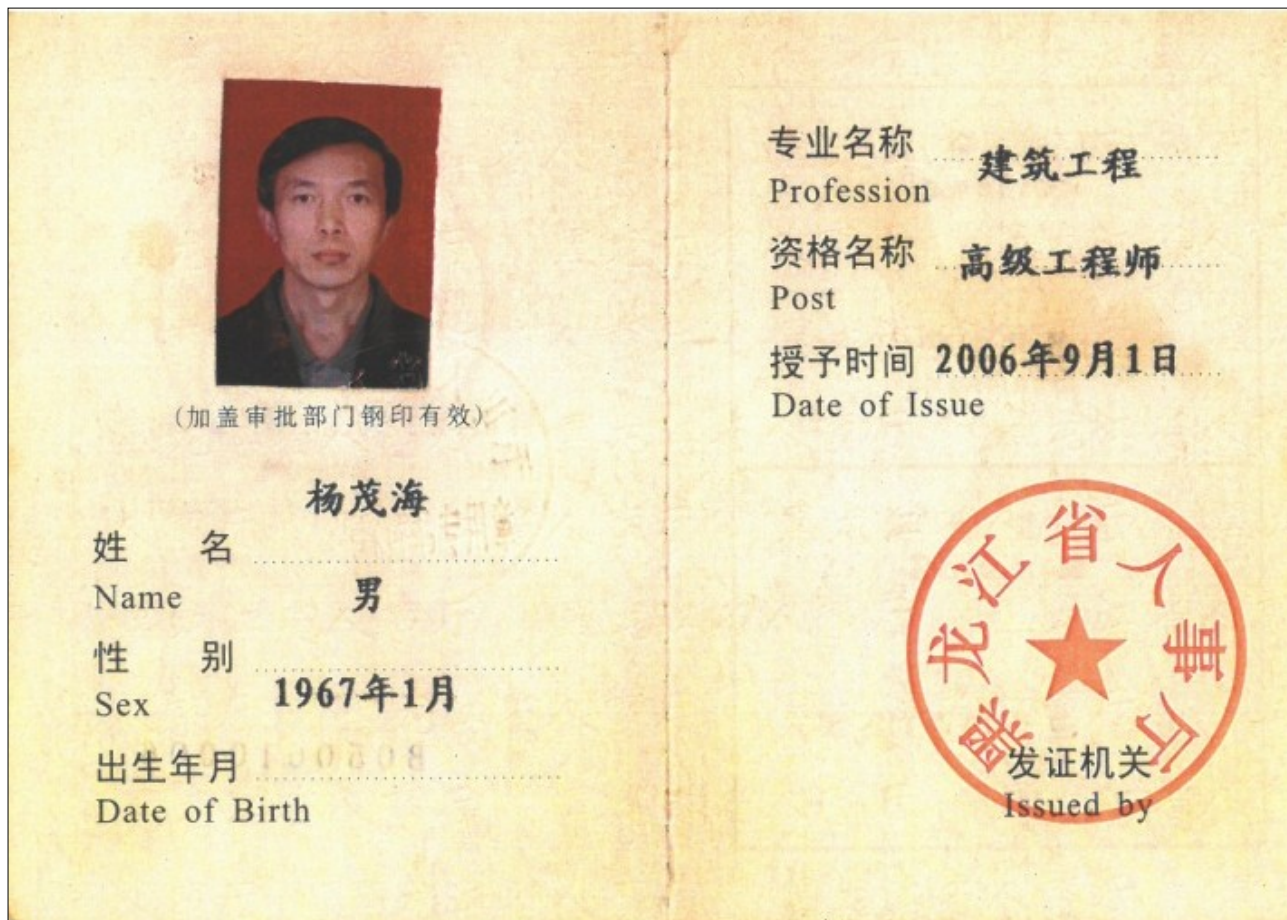 (加盖审批部门钢印有效)
杨茂海
姓 名
Name
男
性 别
Sex
1967年1月
出生年月
Date of Birth
专业名称 建筑工程
Profession
资格名称 高级工程师
Post
授予时间 2006年9月1日
Date of Issue
黑龙江省人事厅
发证机关
Issued by